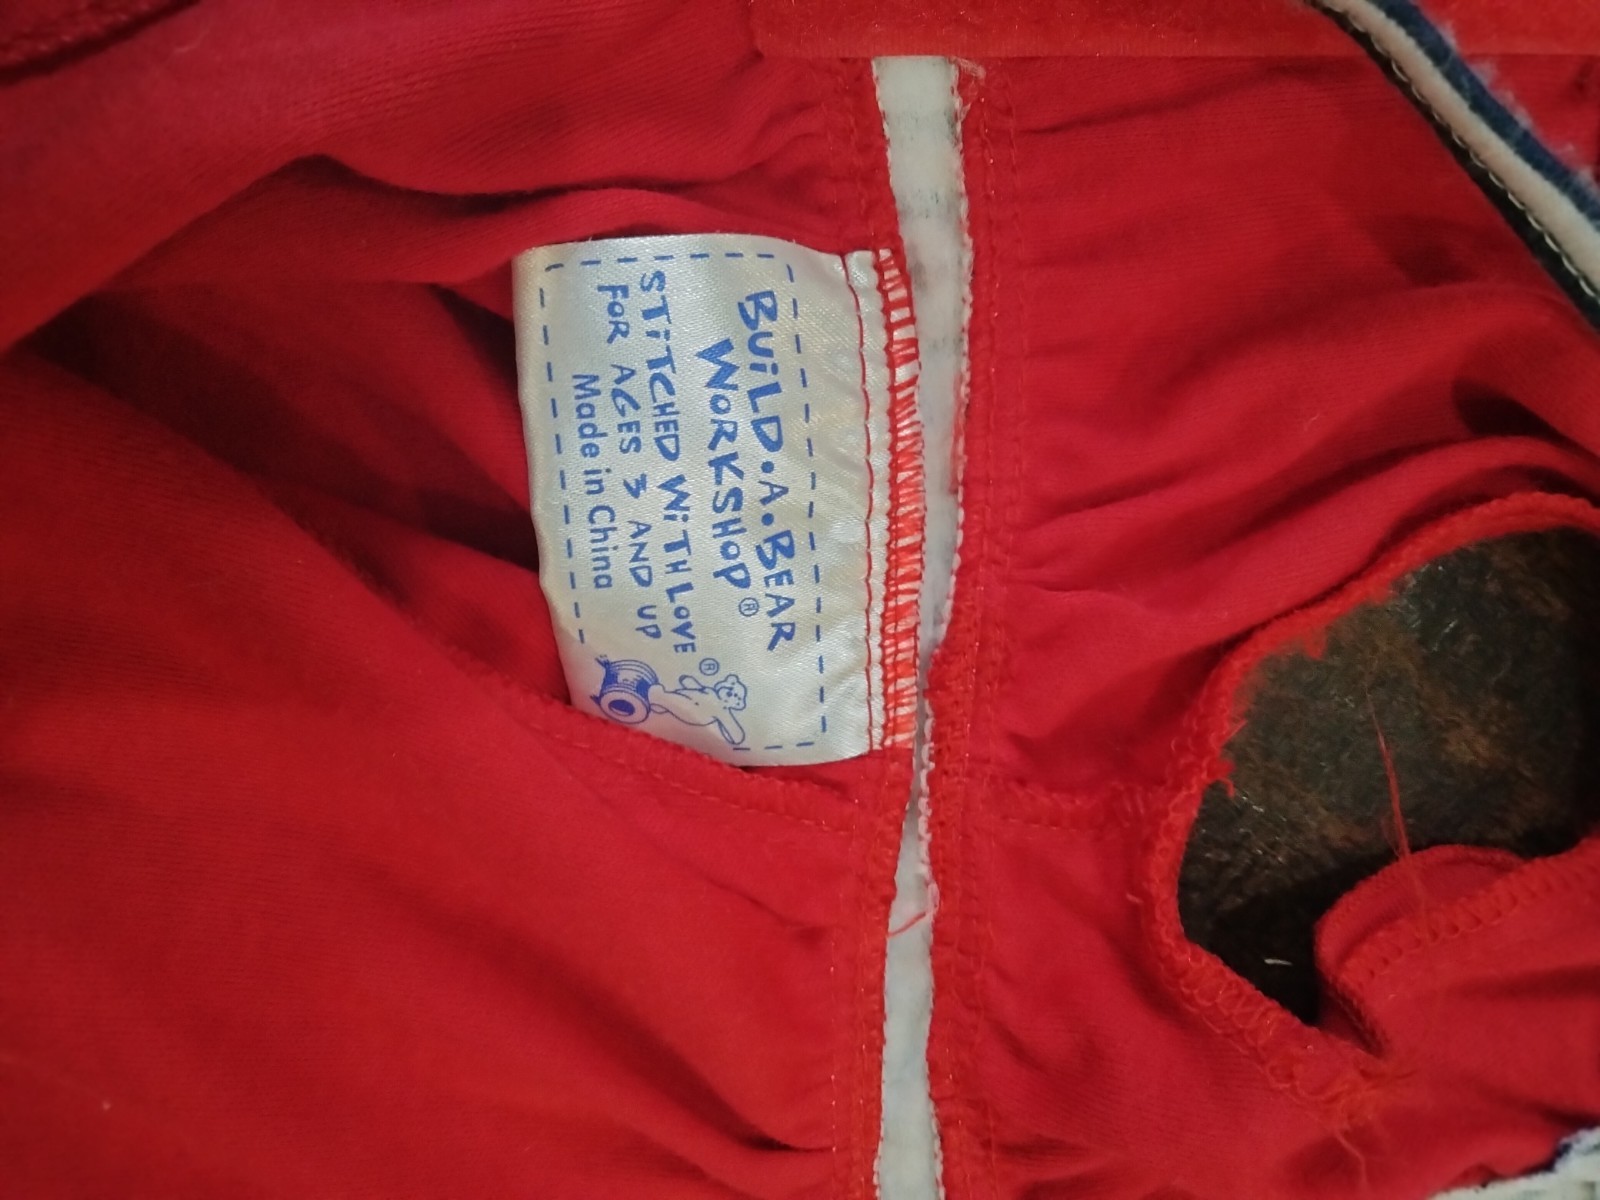 BUiLD.A.BEAR
WORKSHOP®
STiTCHED WiTH LOVE®
FOR AGES 3 AND UP
Made in China